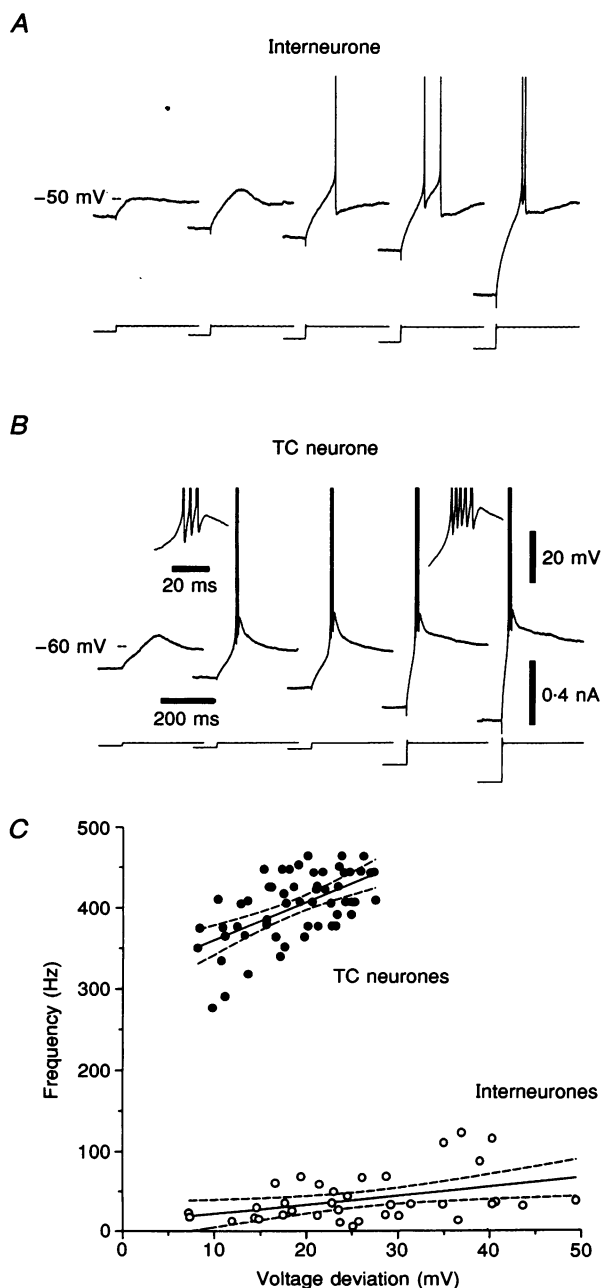 A
Interneurone
−50 mV
B
TC neurone
20 ms
20 mV
−60 mV
200 ms
0·4 nA
C
500
400
300
200
100
0
Frequency (Hz)
TC neurones
Interneurones
0 10 20 30 40 50
Voltage deviation (mV)